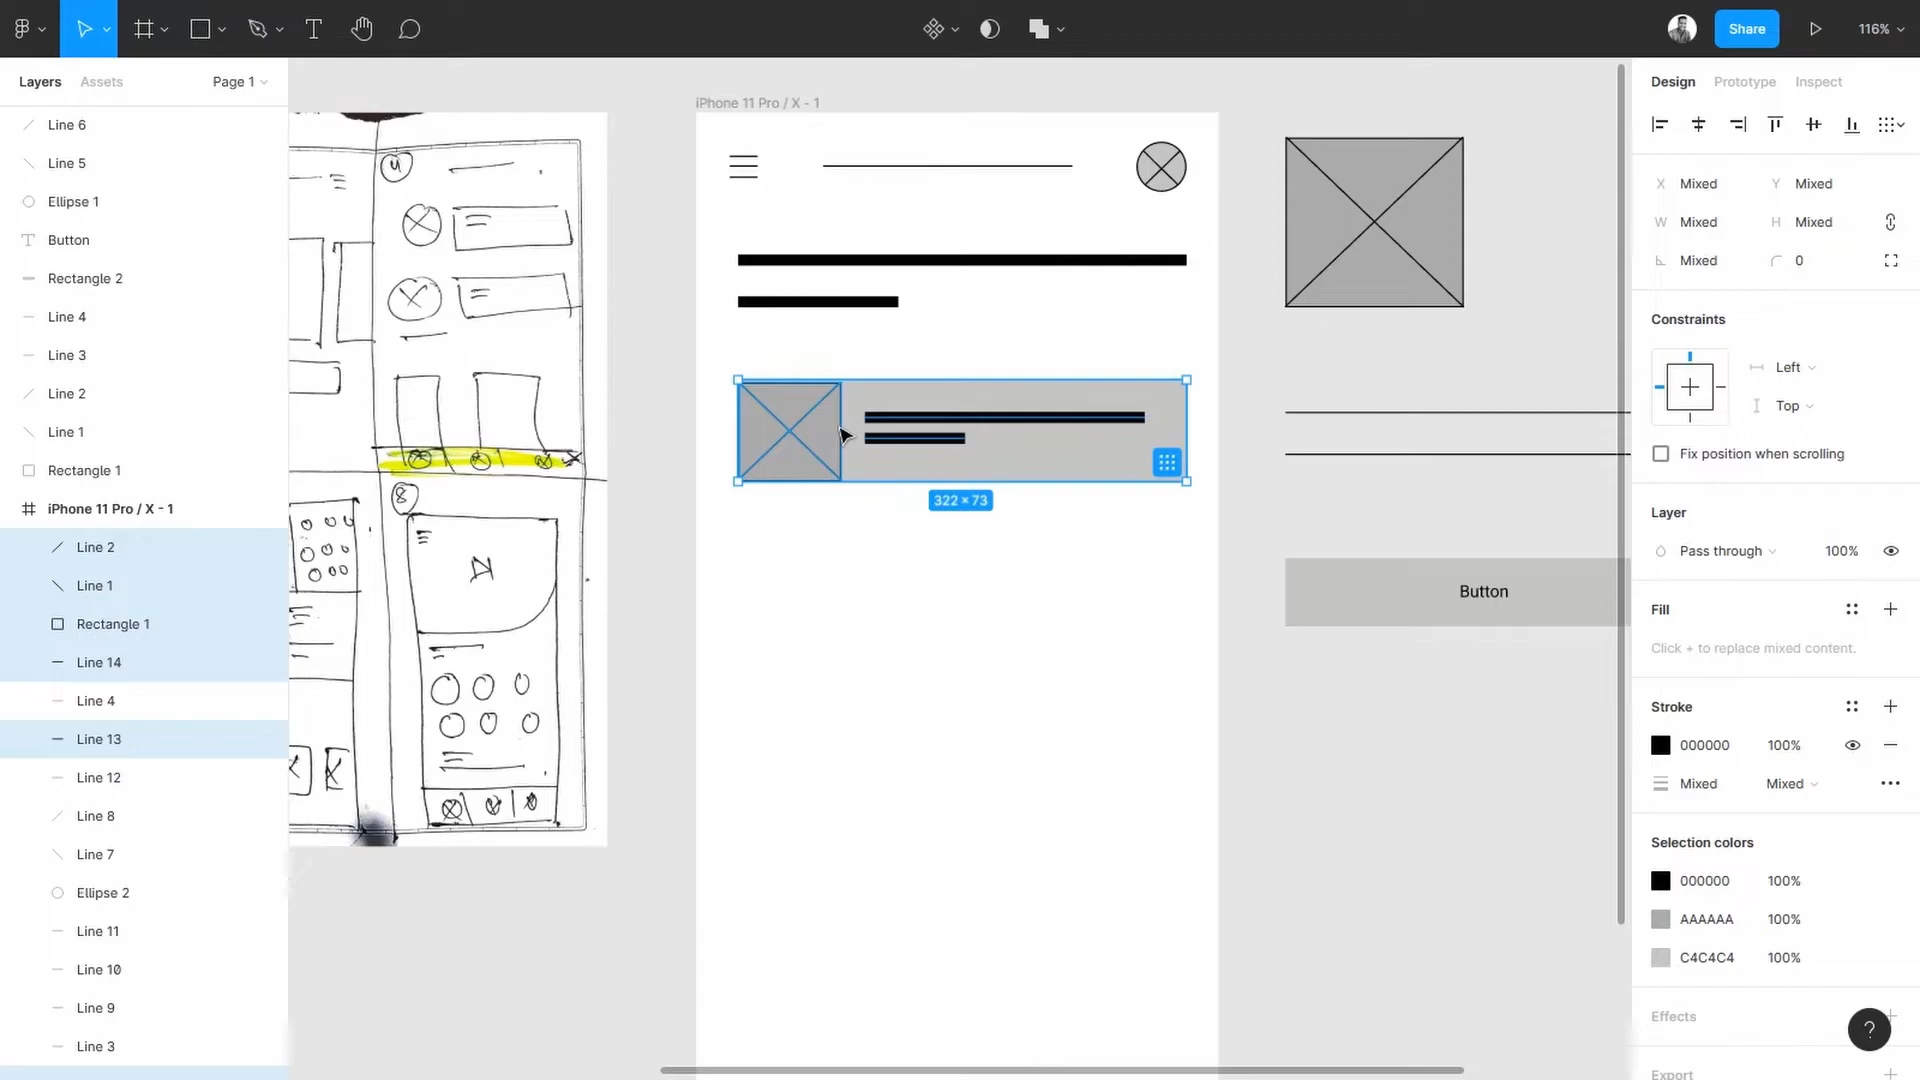 Share
116%
Layers
Assets
Page 1
Line 6
Line 5
Ellipse 1
Button
Rectangle 2
Line 4
Line 3
Line 2
Line 1
Rectangle 1
iPhone 11 Pro / X - 1
Line 2
Line 1
Rectangle 1
Line 14
Line 4
Line 13
Line 12
Line 8
Line 7
Ellipse 2
Line 11
Line 10
Line 9
Line 3
4
8
iPhone 11 Pro / X - 1
322 × 73
Button
Design
Prototype
Inspect
X Mixed
Y Mixed
W Mixed
H Mixed
Mixed
0
Constraints
Left
Top
Fix position when scrolling
Layer
Pass through
100%
Fill
Click + to replace mixed content.
Stroke
000000
100%
Mixed
Mixed
Selection colors
000000
100%
AAAAAA
100%
C4C4C4
100%
Effects
?
Export